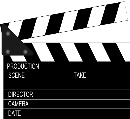 PRODUCTION
SCENE TAKE
DIRECTOR
CAMERA
DATE